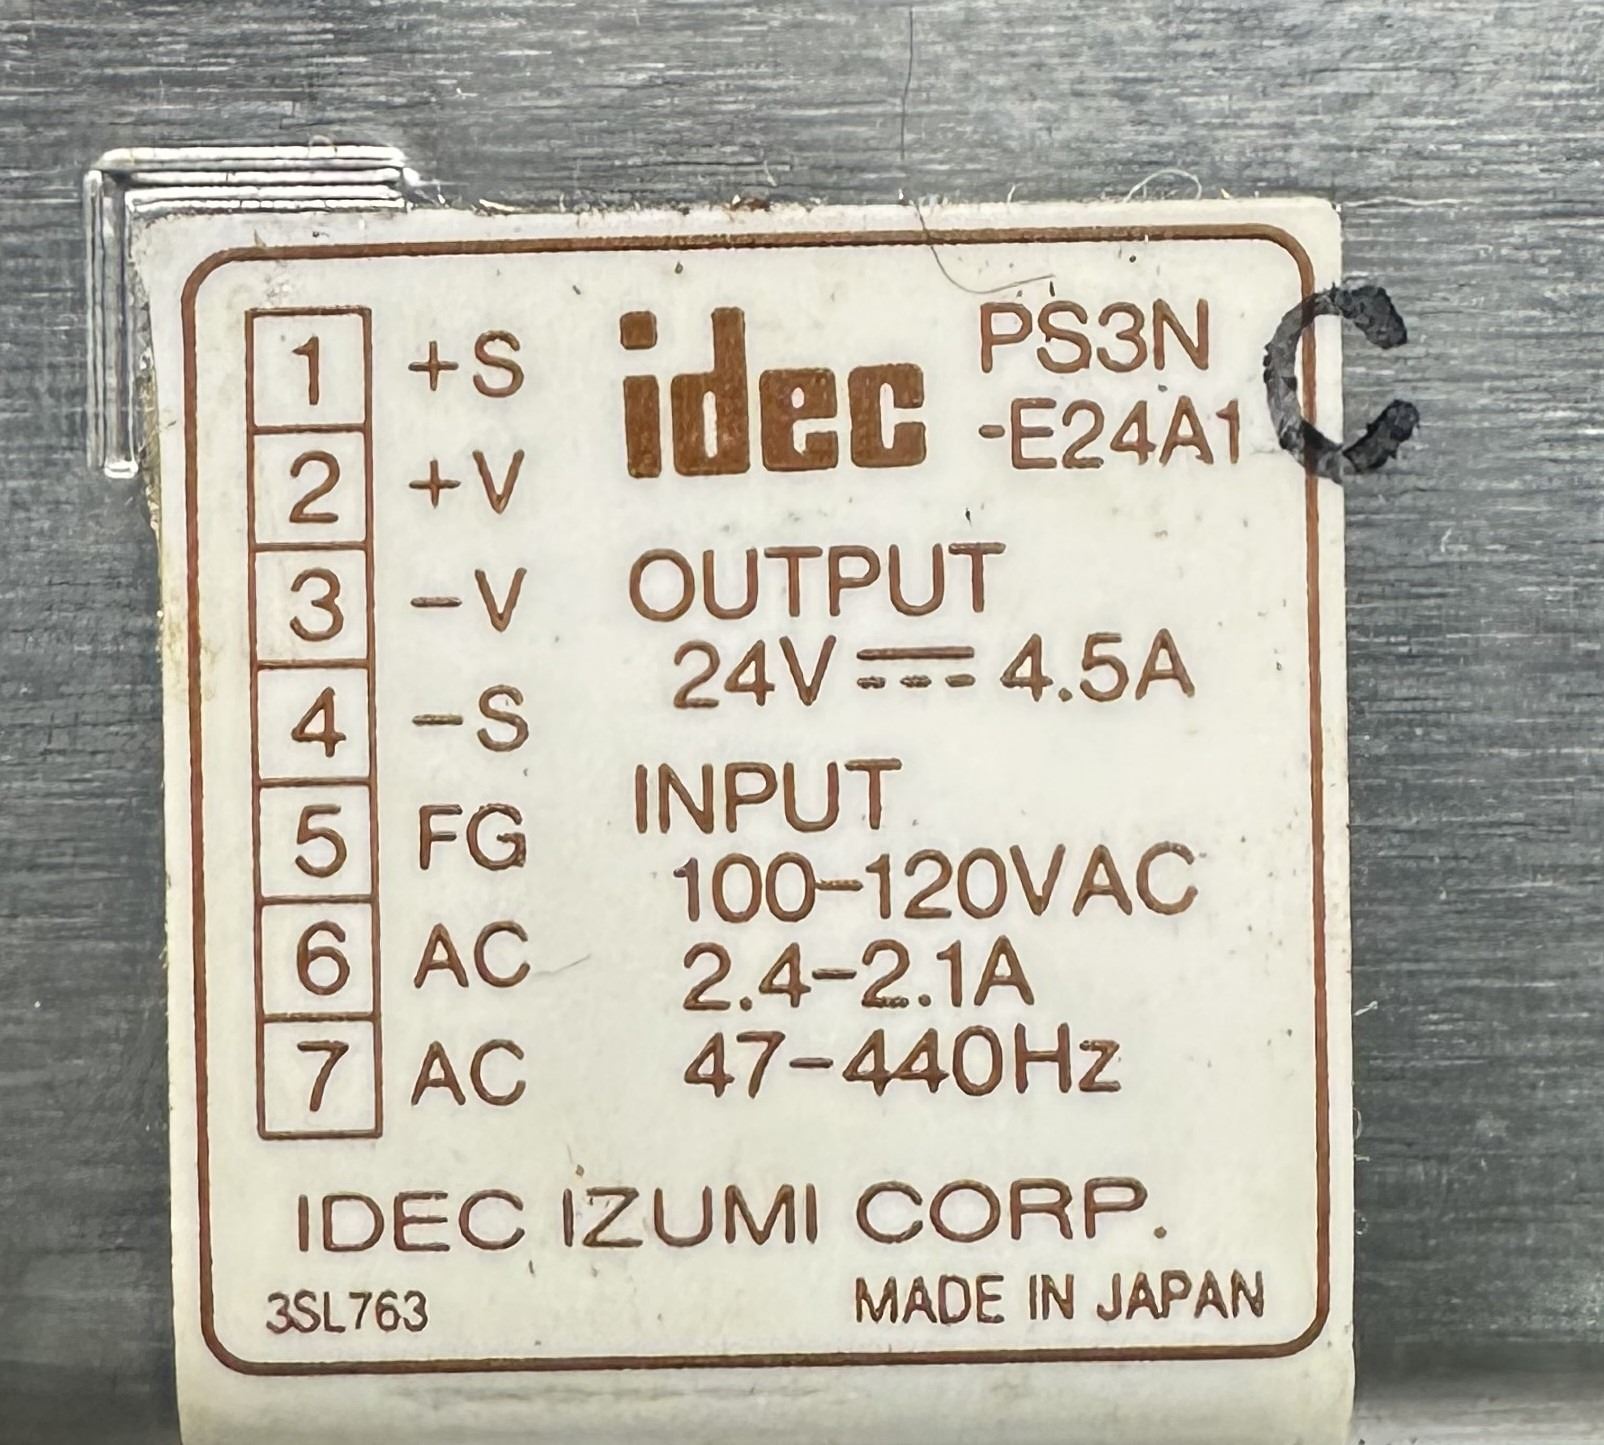 1 +S
2 +V
3 −V
4 −S
5 FG
6 AC
7 AC
idec
PS3N
-E24A1
C
OUTPUT
24V ⎓ 4.5A
INPUT
100−120VAC
2.4−2.1A
47−440Hz
IDEC IZUMI CORP.
3SL763
MADE IN JAPAN